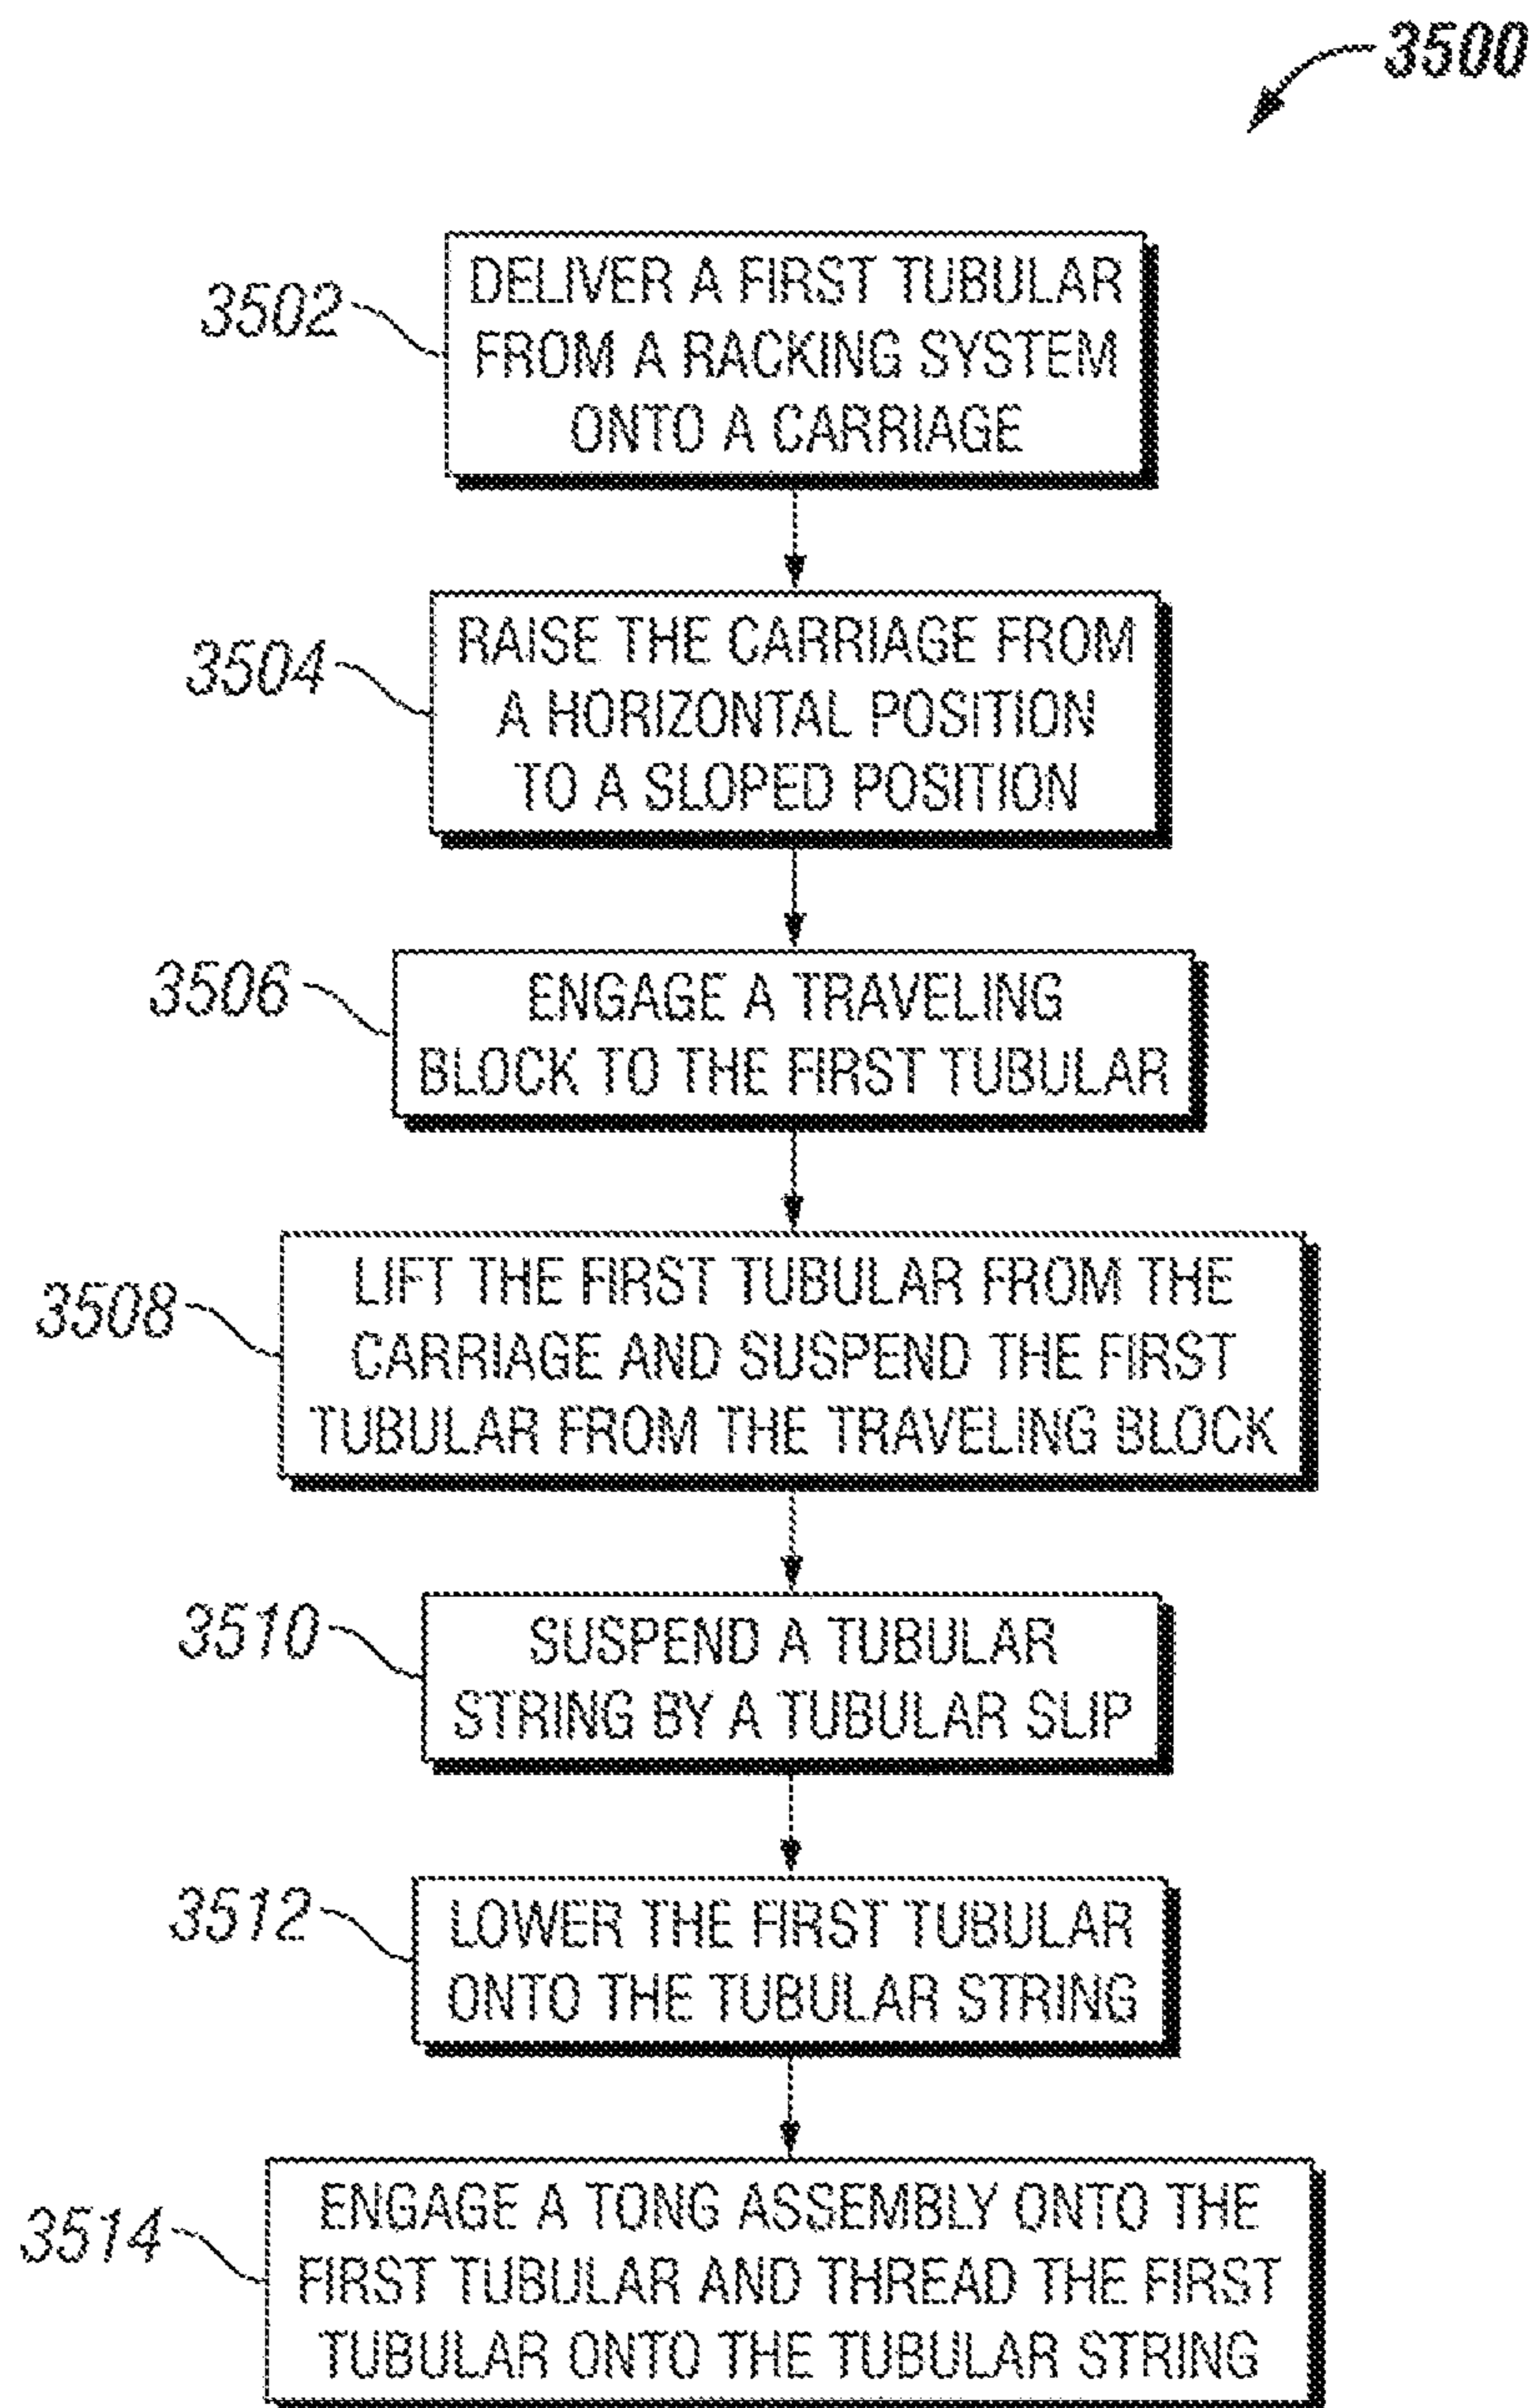 3500
3502
DELIVER A FIRST TUBULAR
FROM A RACKING SYSTEM
ONTO A CARRIAGE
3504
RAISE THE CARRIAGE FROM
A HORIZONTAL POSITION
TO A SLOPED POSITION
3506
ENGAGE A TRAVELING
BLOCK TO THE FIRST TUBULAR
3508
LIFT THE FIRST TUBULAR FROM THE
CARRIAGE AND SUSPEND THE FIRST
TUBULAR FROM THE TRAVELING BLOCK
3510
SUSPEND A TUBULAR
STRING BY A TUBULAR SLIP
3512
LOWER THE FIRST TUBULAR
ONTO THE TUBULAR STRING
3514
ENGAGE A TONG ASSEMBLY ONTO THE
FIRST TUBULAR AND THREAD THE FIRST
TUBULAR ONTO THE TUBULAR STRING